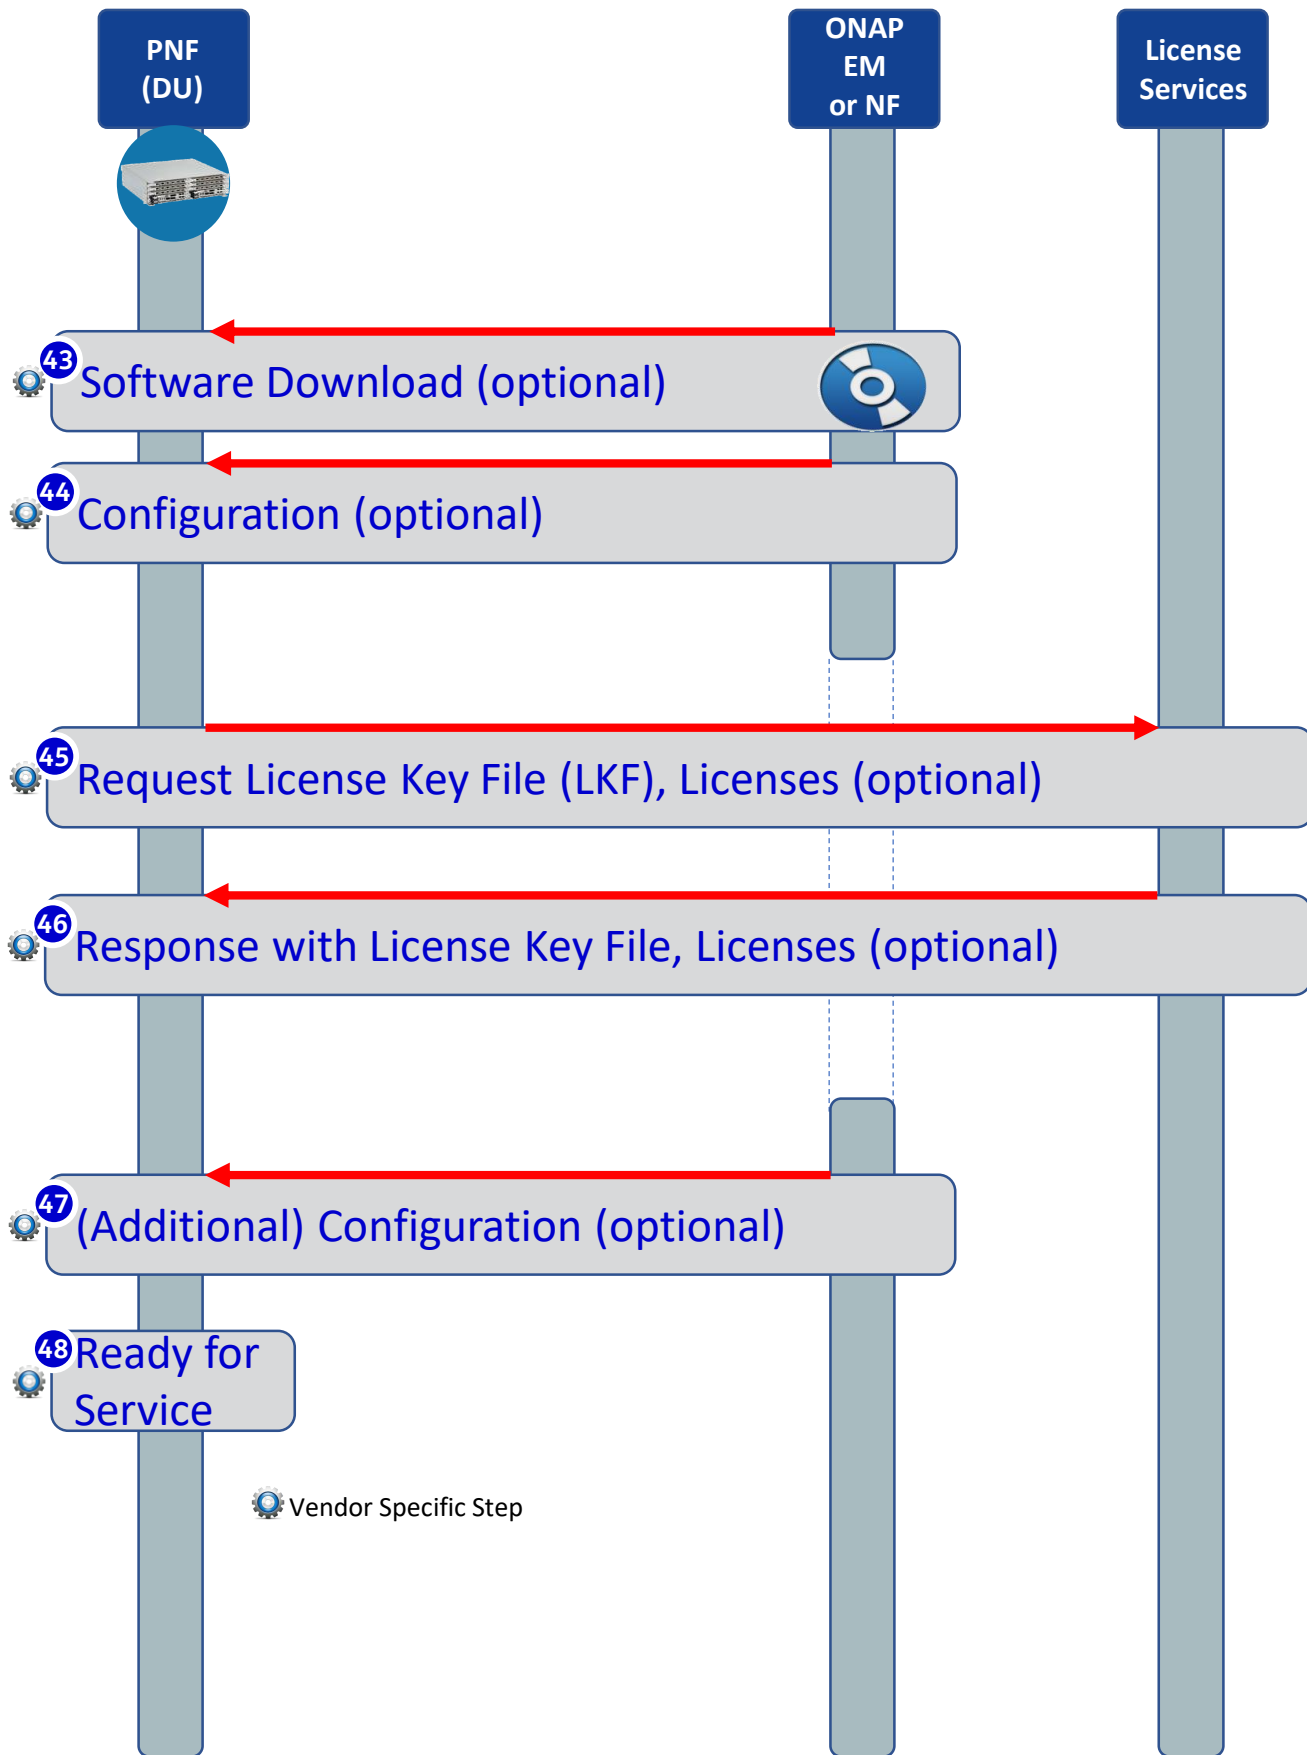 PNF
(DU)
ONAP
EM
or NF
License
Services
43
Software Download (optional)
44
Configuration (optional)
45
Request License Key File (LKF), Licenses (optional)
46
Response with License Key File, Licenses (optional)
47
(Additional) Configuration (optional)
48
Ready for
Service
Vendor Specific Step